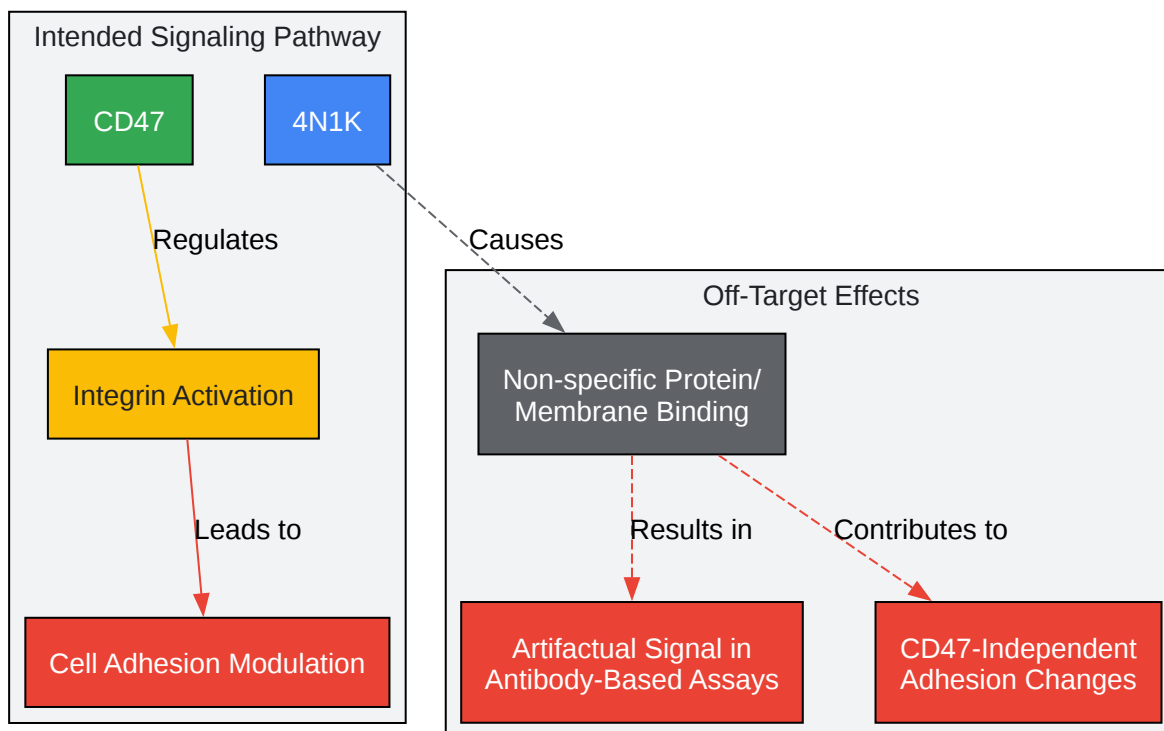 Intended Signaling Pathway
CD47
4N1K
Regulates
Causes
Off-Target Effects
Non-specific Protein/
Membrane Binding
Integrin Activation
Leads to
Results in
Contributes to
Cell Adhesion Modulation
Artifactual Signal in
Antibody-Based Assays
CD47-Independent
Adhesion Changes